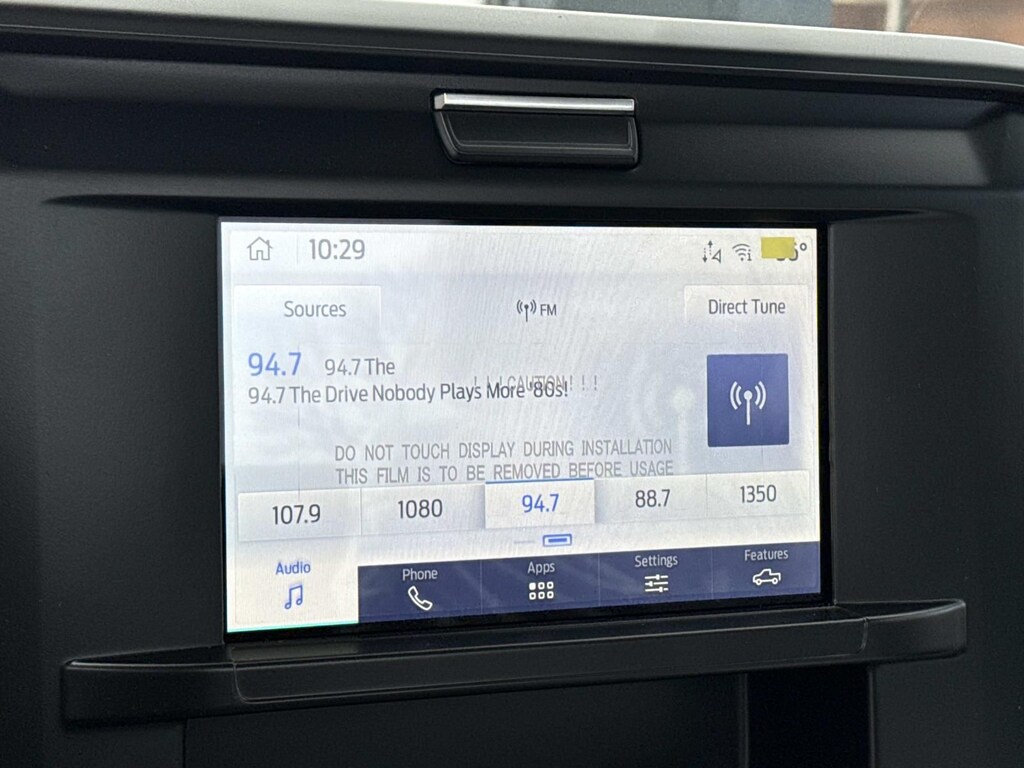 10:29
Sources
FM
Direct Tune
94.7 94.7 The
94.7 The Drive Nobody Plays More '80s!
! ! ! CAUTION ! ! !
DO NOT TOUCH DISPLAY DURING INSTALLATION
THIS FILM IS TO BE REMOVED BEFORE USAGE
107.9 1080 94.7 88.7 1350
Audio Phone Apps Settings Features